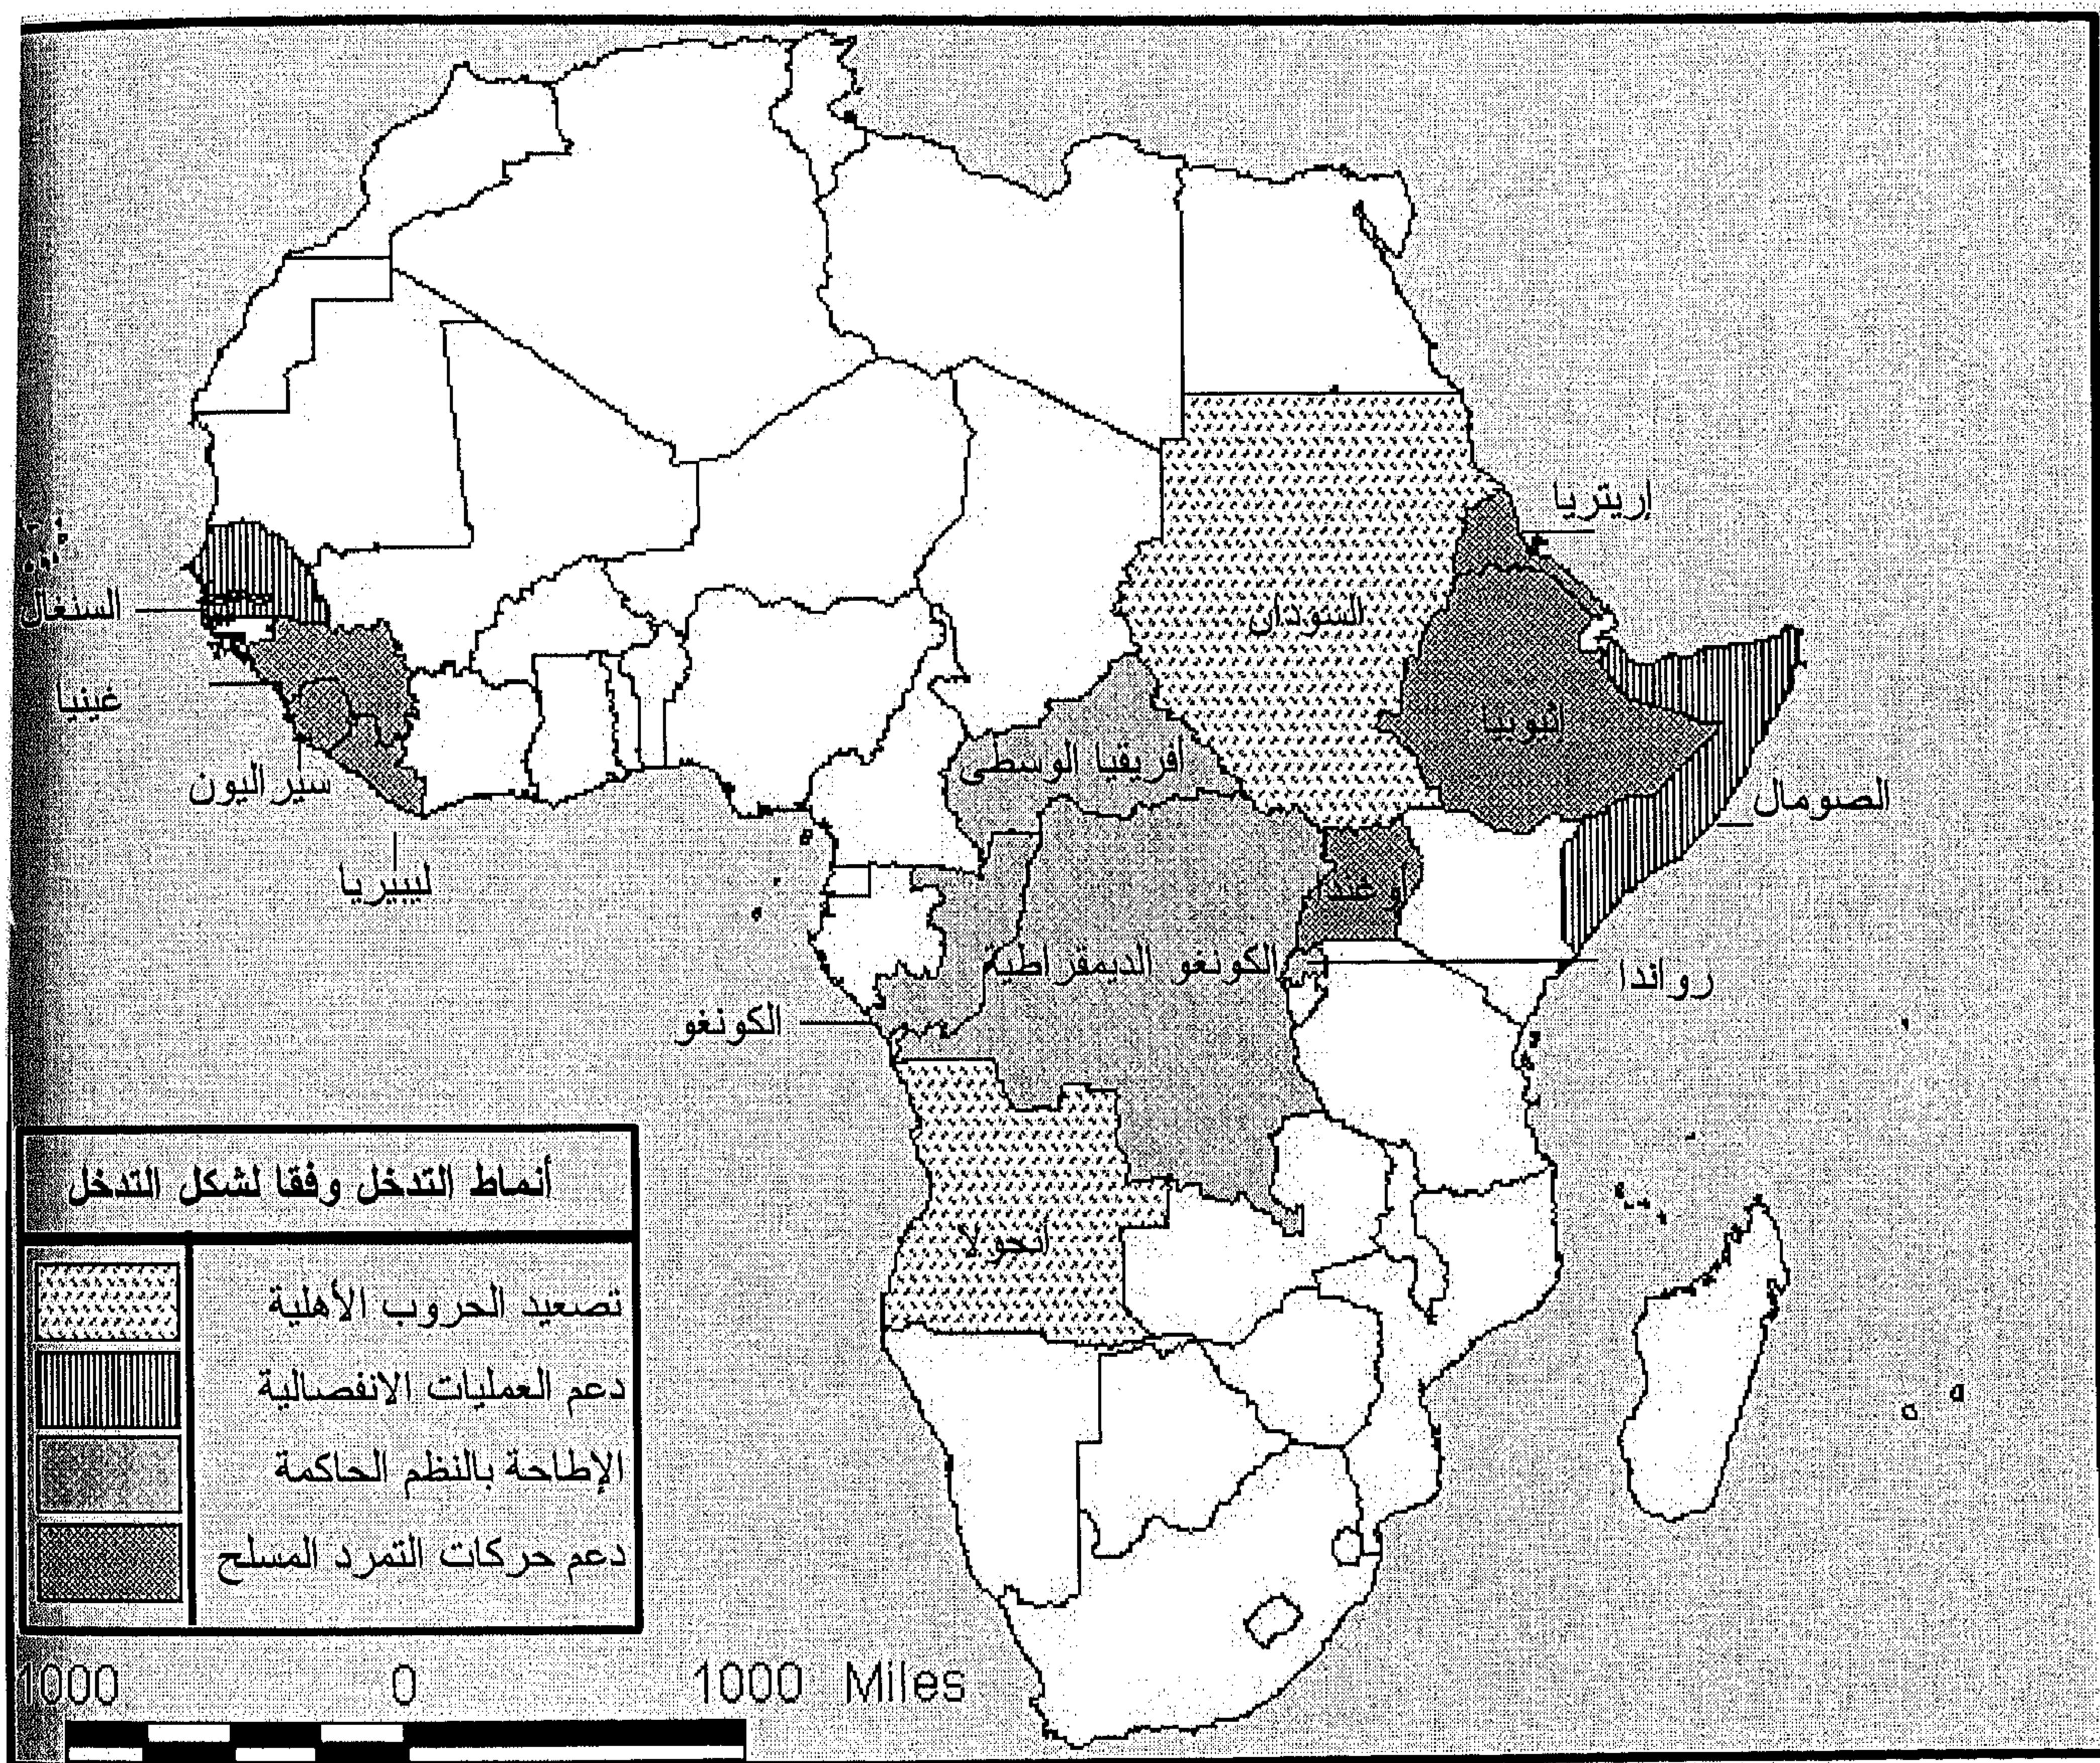 إريتريا
السنغال
السودان
غينيا
أثيوبيا
أفريقيا الوسطى
سيراليون
الصومال
ليبيريا
أوغندا
الكونغو الديمقراطية
رواندا
الكونغو
أنجولا
أنماط التدخل وفقا لشكل التدخل
تصعيد الحروب الأهلية
دعم العمليات الانفصالية
الإطاحة بالنظم الحاكمة
دعم حركات التمرد المسلح
1000 0 1000 Miles